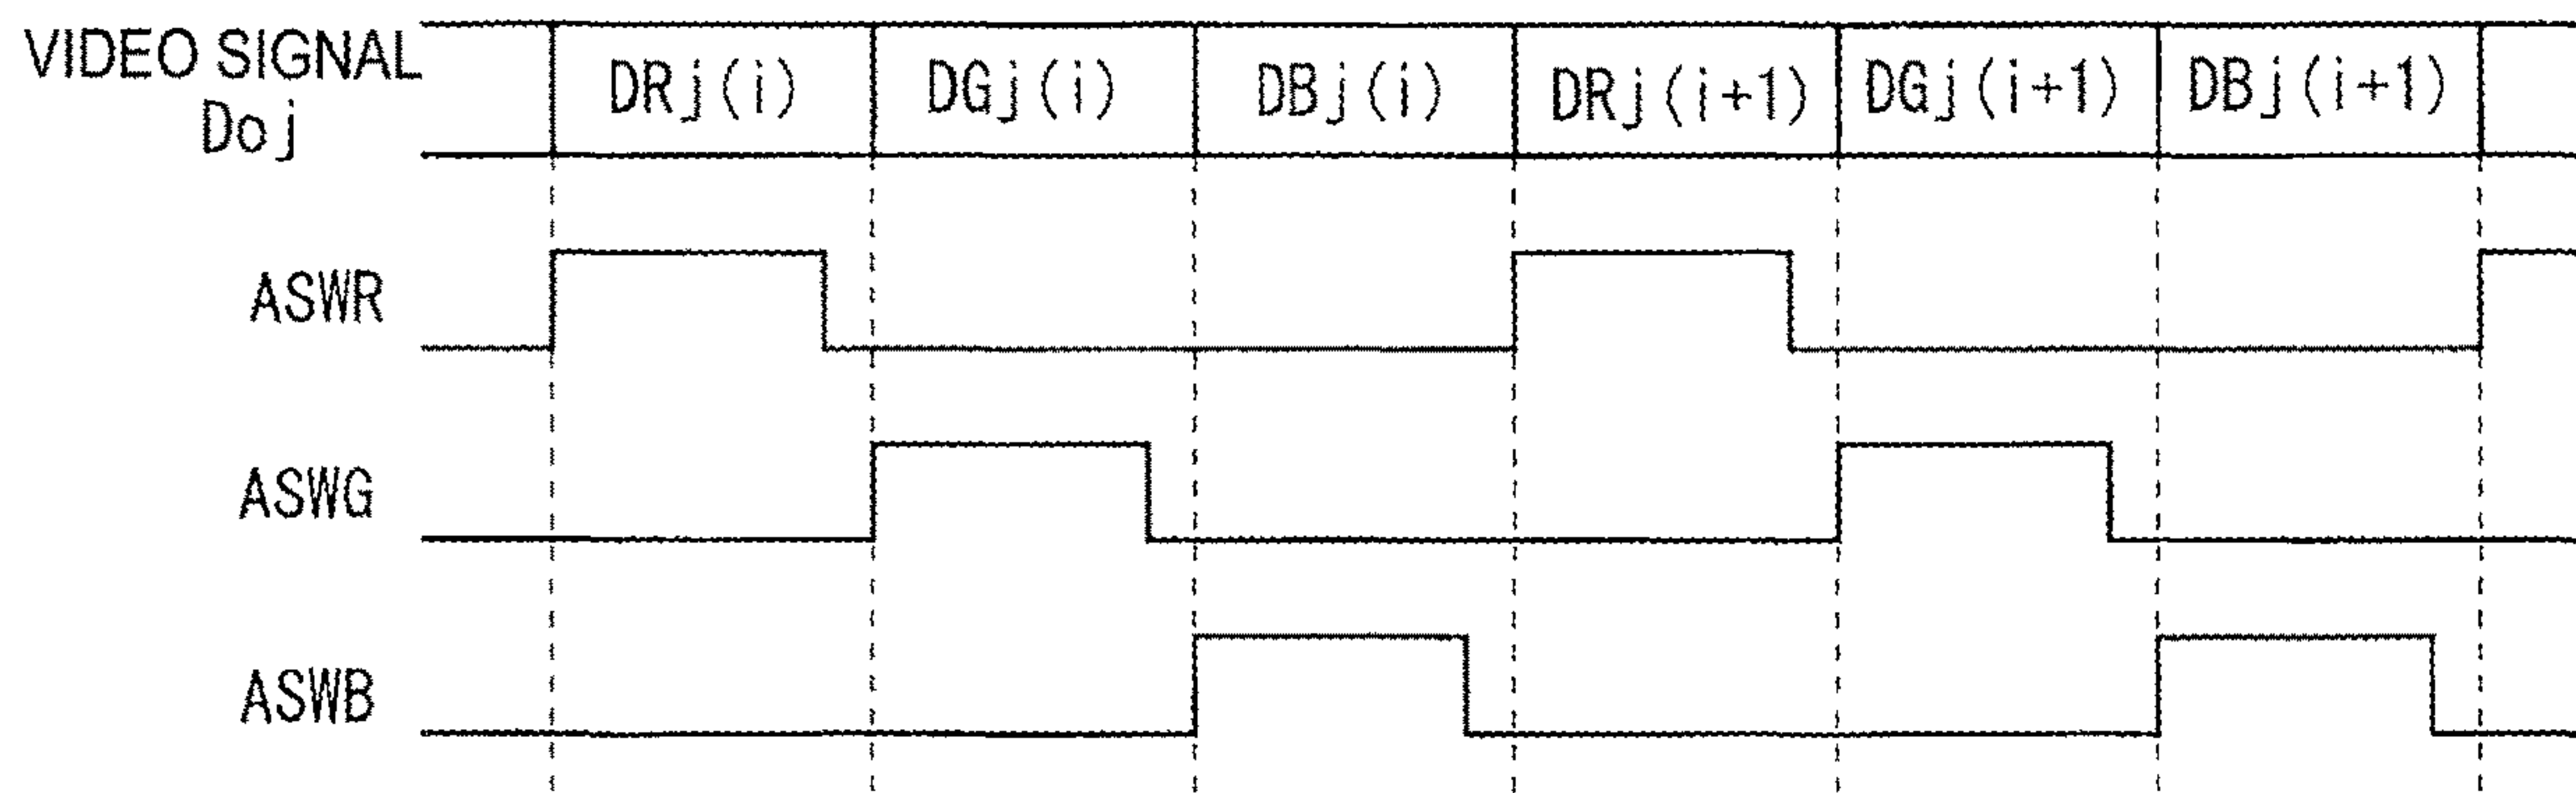 VIDEO SIGNAL
Doj
DRj(i) DGj(i) DBj(i) DRj(i+1) DGj(i+1) DBj(i+1)
ASWR
ASWG
ASWB